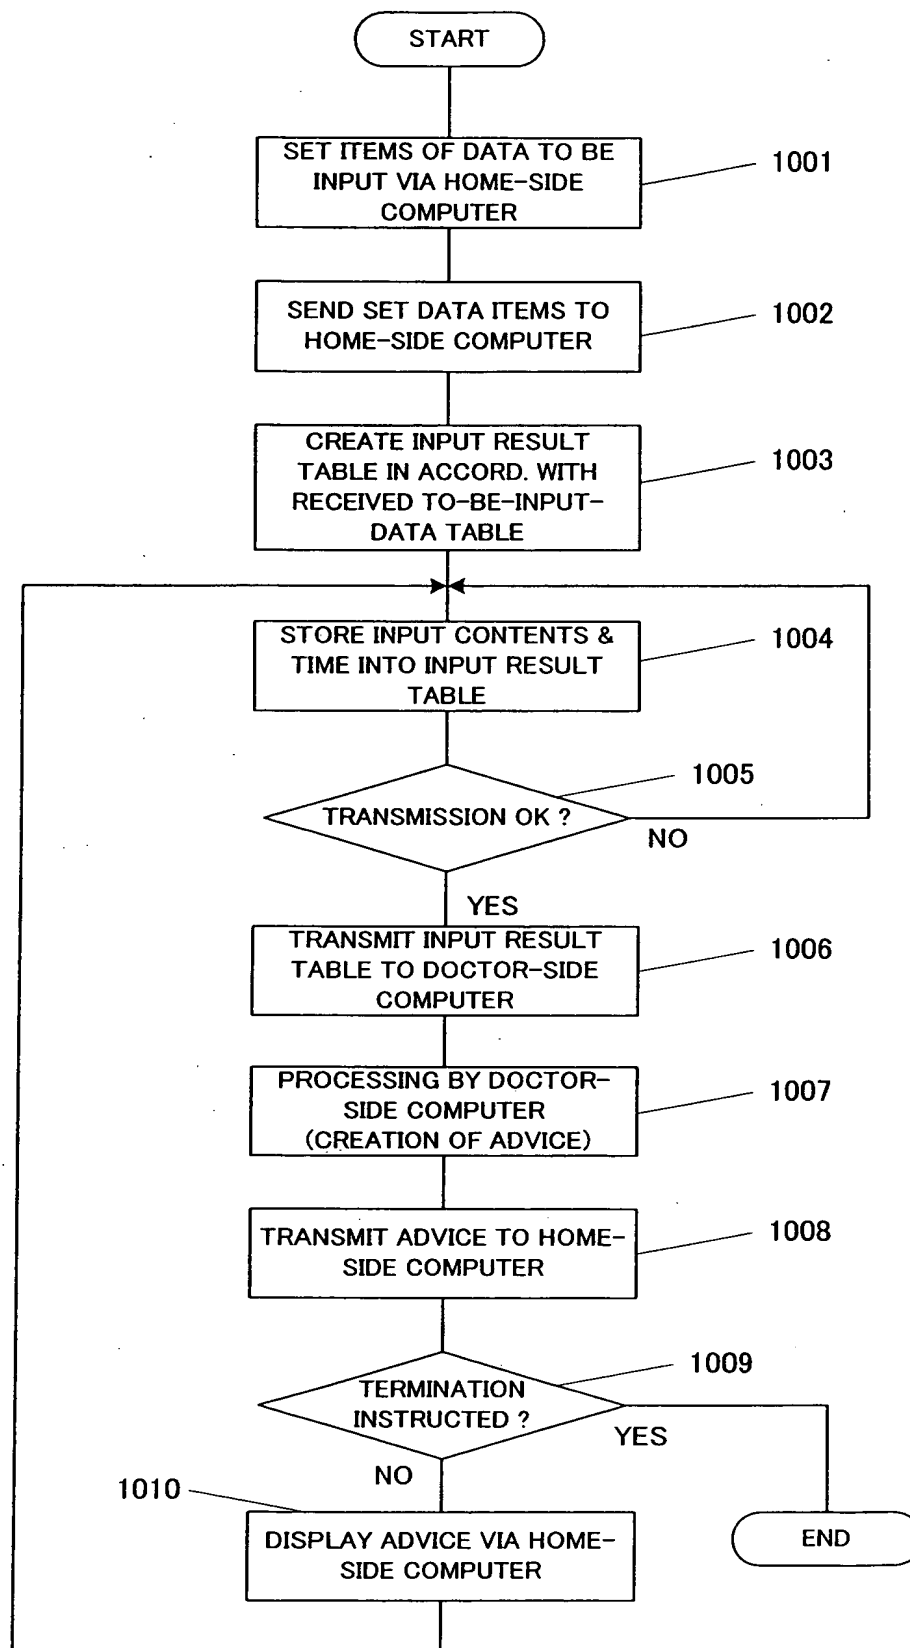 START
SET ITEMS OF DATA TO BE
INPUT VIA HOME-SIDE
COMPUTER
1001
SEND SET DATA ITEMS TO
HOME-SIDE COMPUTER
1002
CREATE INPUT RESULT
TABLE IN ACCORD. WITH
RECEIVED TO-BE-INPUT-
DATA TABLE
1003
STORE INPUT CONTENTS &
TIME INTO INPUT RESULT
TABLE
1004
TRANSMISSION OK ?
1005
NO
YES
TRANSMIT INPUT RESULT
TABLE TO DOCTOR-SIDE
COMPUTER
1006
PROCESSING BY DOCTOR-
SIDE COMPUTER
(CREATION OF ADVICE)
1007
TRANSMIT ADVICE TO HOME-
SIDE COMPUTER
1008
TERMINATION
INSTRUCTED ?
1009
YES
NO
1010
DISPLAY ADVICE VIA HOME-
SIDE COMPUTER
END